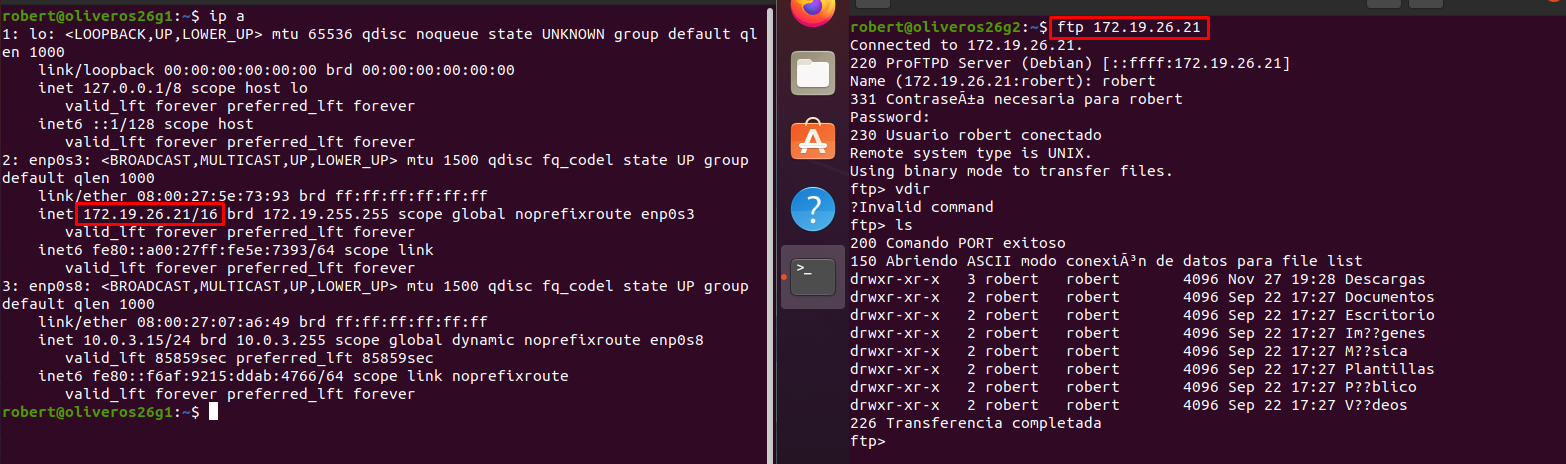 robert@oliveros26g1:~$ ip a
1: lo: <LOOPBACK,UP,LOWER_UP> mtu 65536 qdisc noqueue state UNKNOWN group default ql
en 1000
    link/loopback 00:00:00:00:00:00 brd 00:00:00:00:00:00
    inet 127.0.0.1/8 scope host lo
       valid_lft forever preferred_lft forever
    inet6 ::1/128 scope host
       valid_lft forever preferred_lft forever
2: enp0s3: <BROADCAST,MULTICAST,UP,LOWER_UP> mtu 1500 qdisc fq_codel state UP group
default qlen 1000
    link/ether 08:00:27:5e:73:93 brd ff:ff:ff:ff:ff:ff
    inet 172.19.26.21/16 brd 172.19.255.255 scope global noprefixroute enp0s3
       valid_lft forever preferred_lft forever
    inet6 fe80::a00:27ff:fe5e:7393/64 scope link
       valid_lft forever preferred_lft forever
3: enp0s8: <BROADCAST,MULTICAST,UP,LOWER_UP> mtu 1500 qdisc fq_codel state UP group
default qlen 1000
    link/ether 08:00:27:07:a6:49 brd ff:ff:ff:ff:ff:ff
    inet 10.0.3.15/24 brd 10.0.3.255 scope global dynamic noprefixroute enp0s8
       valid_lft 85859sec preferred_lft 85859sec
    inet6 fe80::f6af:9215:ddab:4766/64 scope link noprefixroute
       valid_lft forever preferred_lft forever
robert@oliveros26g1:~$
robert@oliveros26g2:~$ ftp 172.19.26.21
Connected to 172.19.26.21.
220 ProFTPD Server (Debian) [::ffff:172.19.26.21]
Name (172.19.26.21:robert): robert
331 ContraseÃ±a necesaria para robert
Password:
230 Usuario robert conectado
Remote system type is UNIX.
Using binary mode to transfer files.
ftp> vdir
?Invalid command
ftp> ls
200 Comando PORT exitoso
150 Abriendo ASCII modo conexiÃ³n de datos para file list
drwxr-xr-x   3 robert   robert       4096 Nov 27 19:28 Descargas
drwxr-xr-x   2 robert   robert       4096 Sep 22 17:27 Documentos
drwxr-xr-x   2 robert   robert       4096 Sep 22 17:27 Escritorio
drwxr-xr-x   2 robert   robert       4096 Sep 22 17:27 Im??genes
drwxr-xr-x   2 robert   robert       4096 Sep 22 17:27 M??sica
drwxr-xr-x   2 robert   robert       4096 Sep 22 17:27 Plantillas
drwxr-xr-x   2 robert   robert       4096 Sep 22 17:27 P??blico
drwxr-xr-x   2 robert   robert       4096 Sep 22 17:27 V??deos
226 Transferencia completada
ftp>